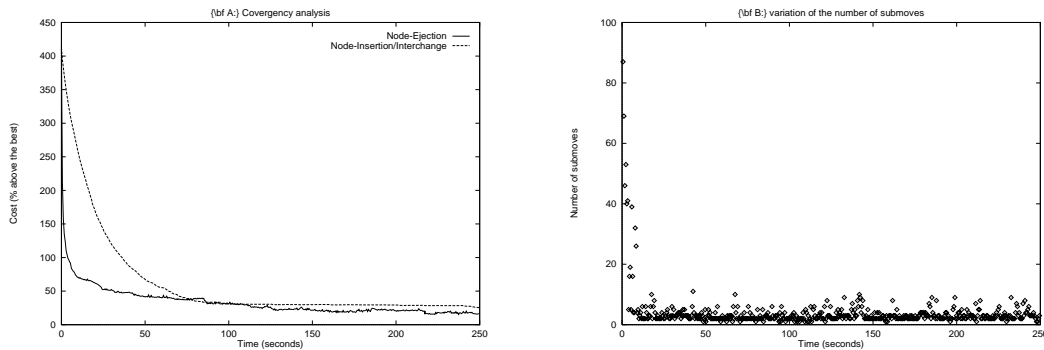 {\bf A:} Covergency analysis
450
400
350
300
250
200
150
100
50
0
Cost (% above the best)
Node-Ejection
Node-Insertion/Interchange
0 50 100 150 200 250
Time (seconds)
{\bf B:} variation of the number of submoves
100
80
60
40
20
0
Number of submoves
0 50 100 150 200 250
Time (seconds)